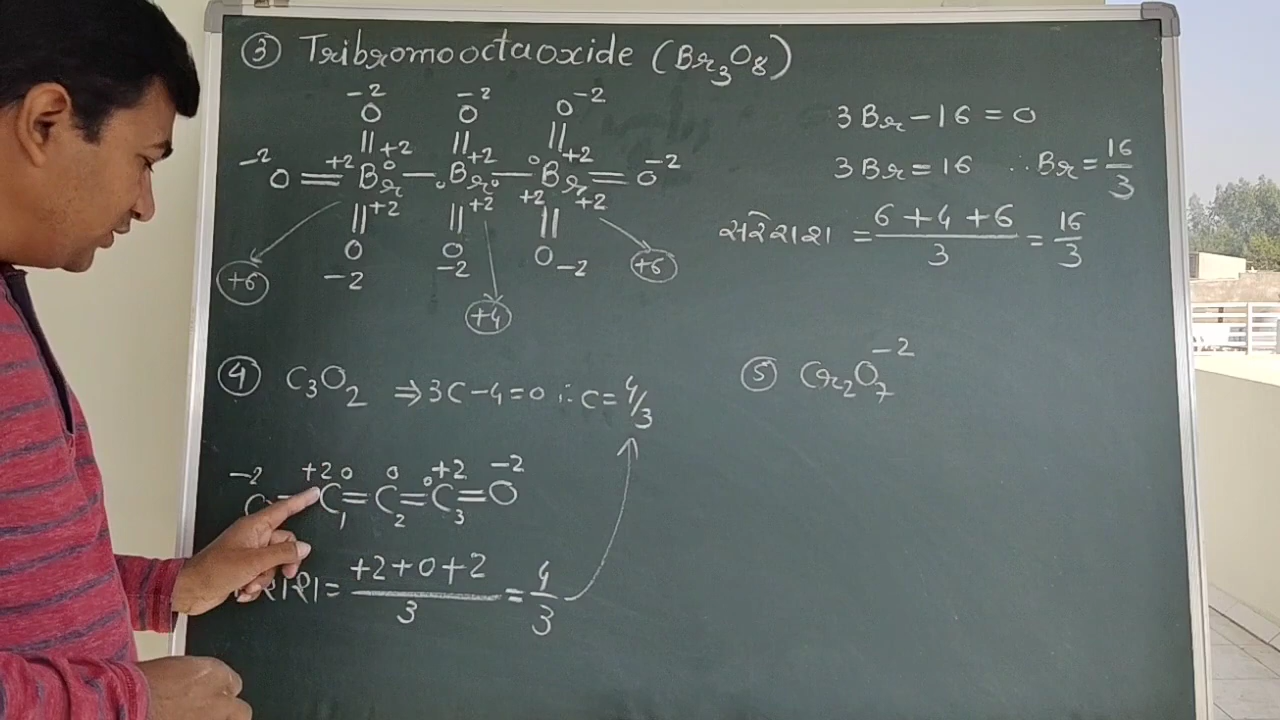 ③ Tribromooctaoxide (Br₃O₈)
-2 -2 -2
O O O
-2 O = +2 Br +2 ° — ∘ Br +2 ∘ — ° Br +2 = O -2
+2 +2 +2 +2
O O O
-2 -2 -2
+6 +4 +6
3Br - 16 = 0
3Br = 16 ∴ Br = 16/3
સરેરાશ = (6 + 4 + 6)/3 = 16/3
④ C₃O₂ ⇒ 3C - 4 = 0 ∴ C = 4/3
-2 +2 0 0 0 +2 -2
O = C₁ = C₂ = C₃ = O
= (+2 + 0 + 2)/3 = 4/3
⑤ Cr₂O₇⁻²